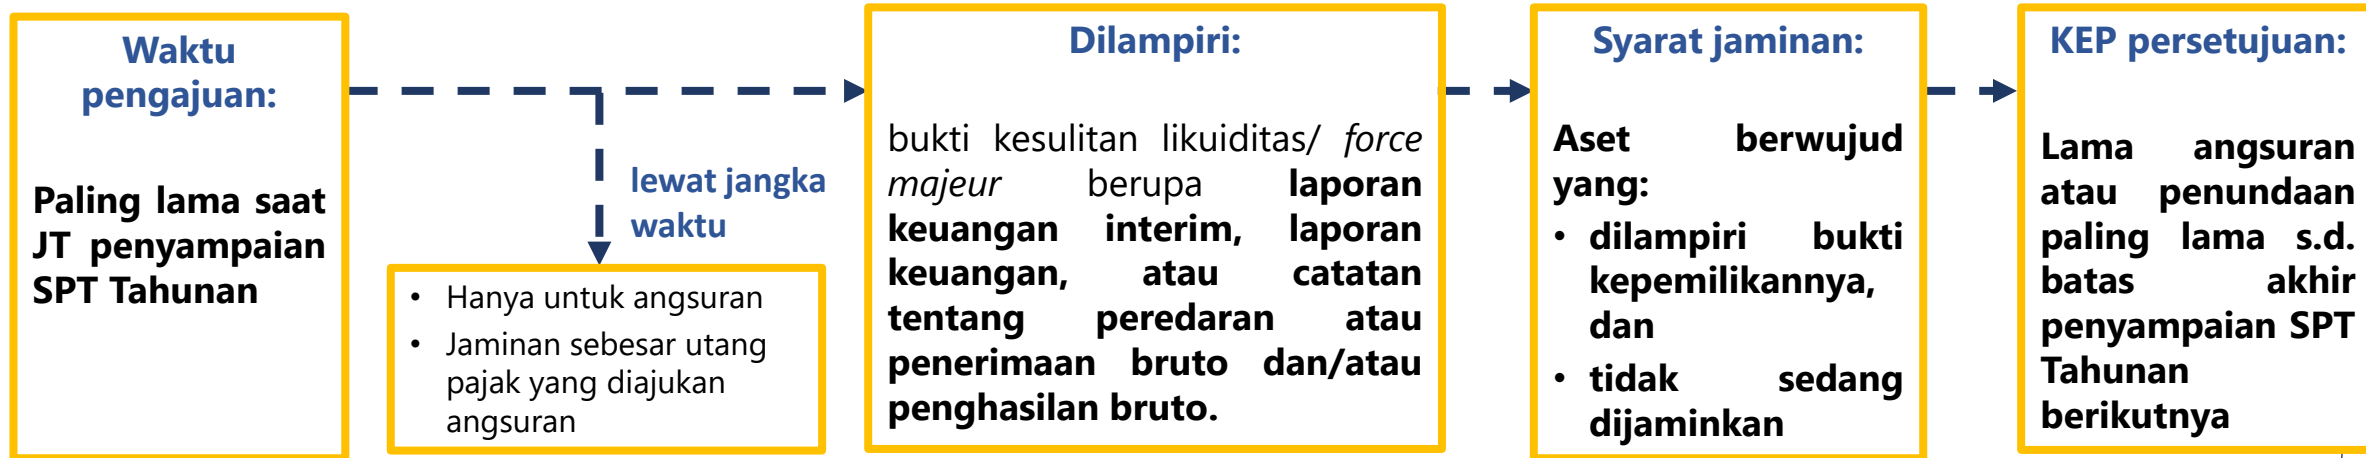 Waktu
pengajuan:
Paling lama saat
JT penyampaian
SPT Tahunan
lewat jangka
waktu
• Hanya untuk angsuran
• Jaminan sebesar utang
pajak yang diajukan
angsuran
Dilampiri:
bukti kesulitan likuiditas/ force
majeur berupa laporan
keuangan interim, laporan
keuangan, atau catatan
tentang peredaran atau
penerimaan bruto dan/atau
penghasilan bruto.
Syarat jaminan:
Aset berwujud
yang:
• dilampiri bukti
kepemilikannya,
dan
• tidak sedang
dijaminkan
KEP persetujuan:
Lama angsuran
atau penundaan
paling lama s.d.
batas akhir
penyampaian SPT
Tahunan
berikutnya